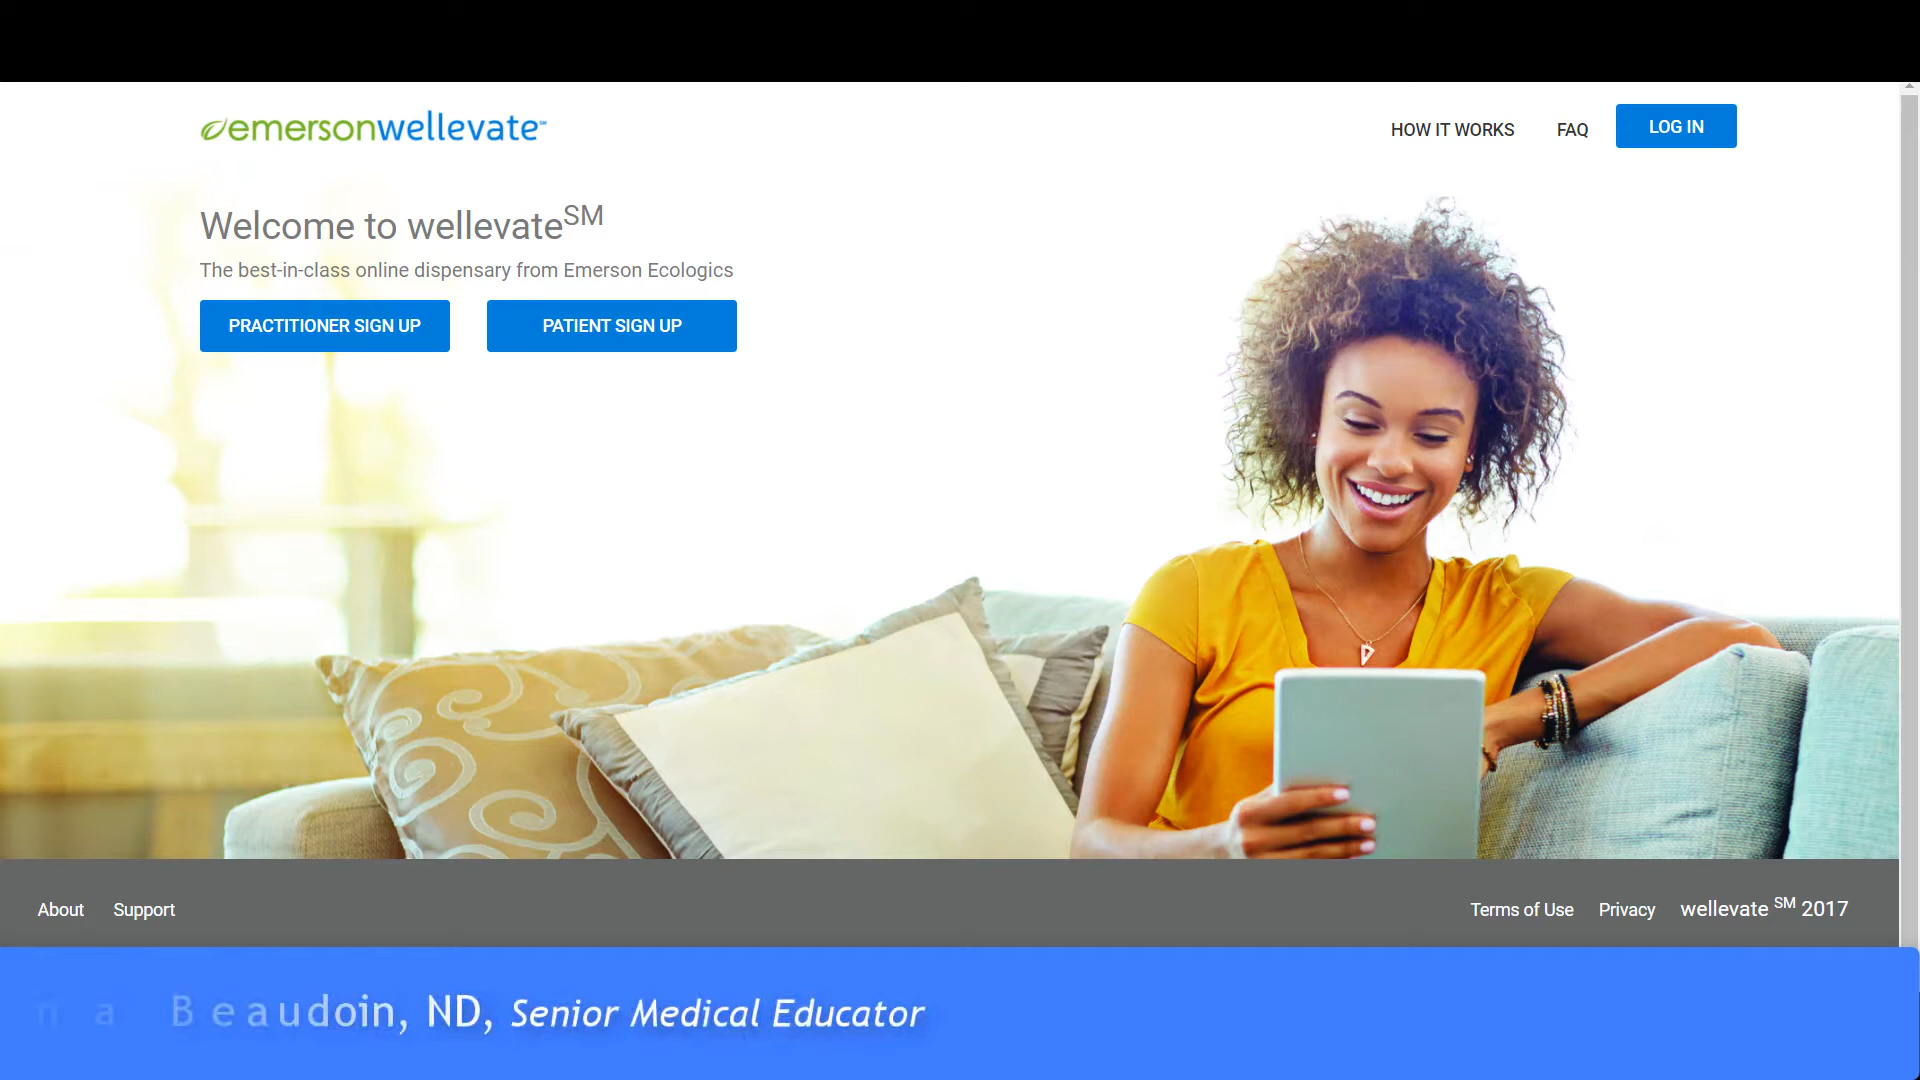 emersonwellevate℠
HOW IT WORKS
FAQ
LOG IN
Welcome to wellevate℠
The best-in-class online dispensary from Emerson Ecologics
PRACTITIONER SIGN UP
PATIENT SIGN UP
About
Support
Terms of Use
Privacy
wellevate ℠ 2017
Beaudoin, ND, Senior Medical Educator